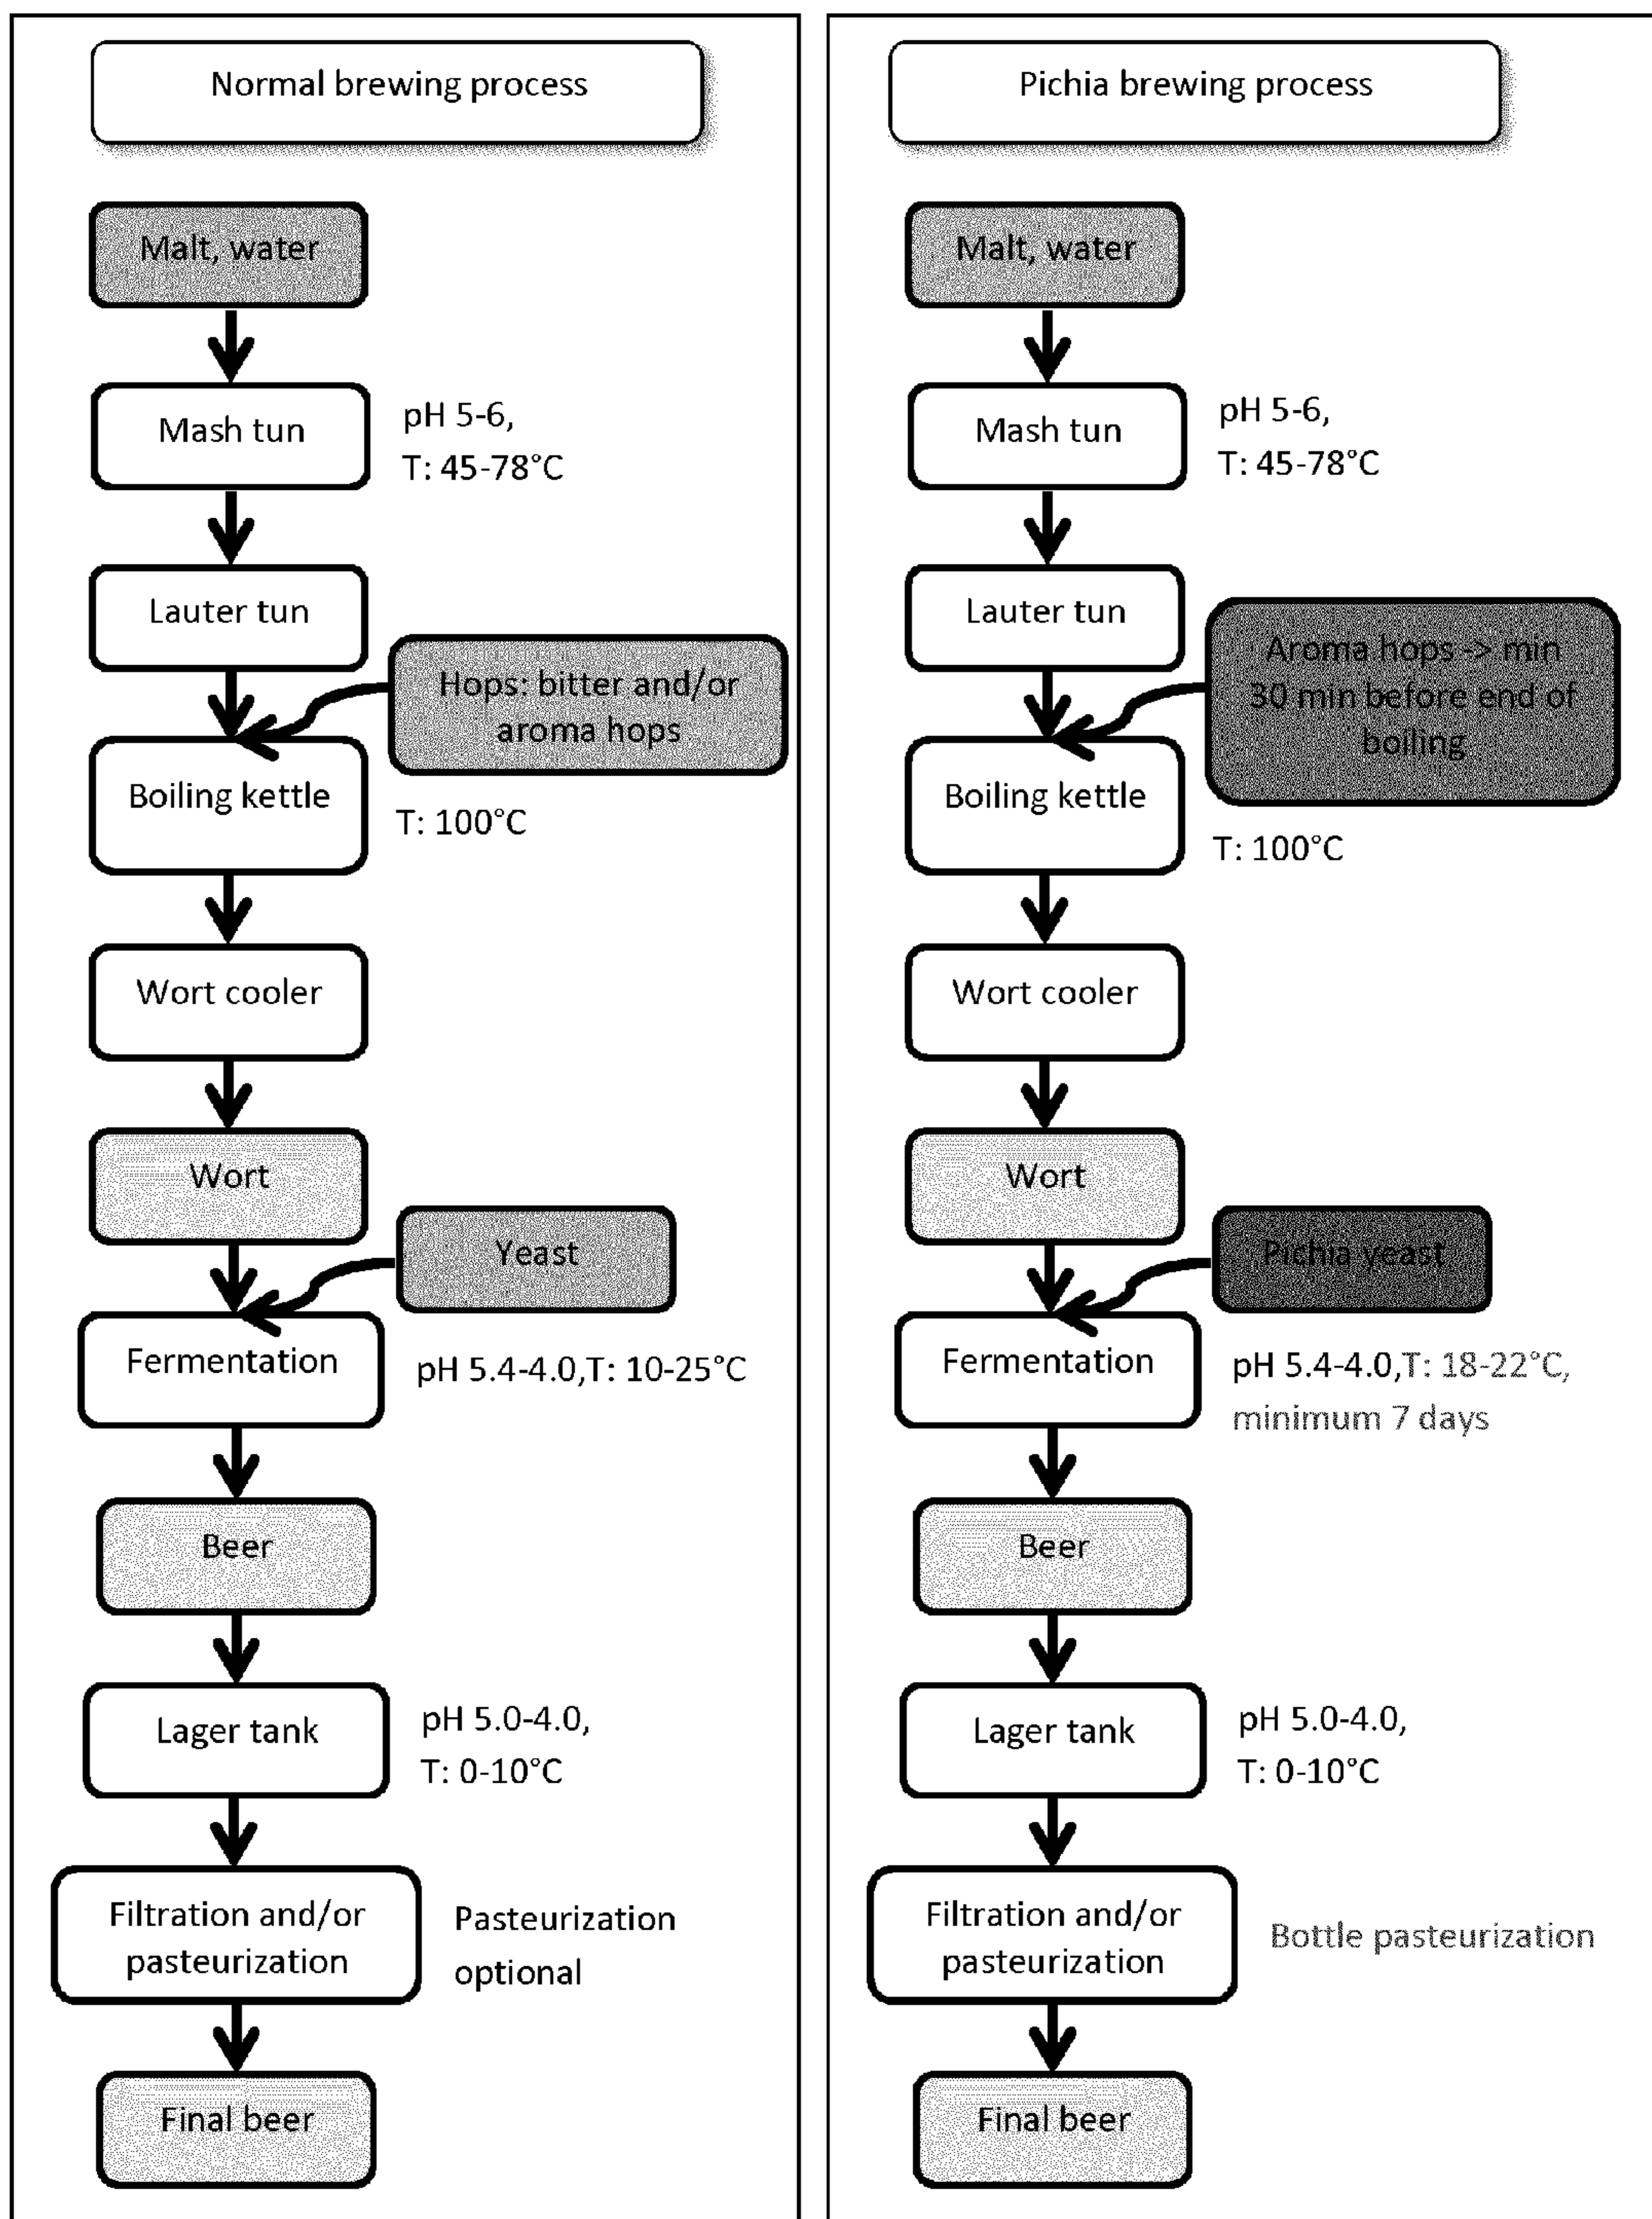 Normal brewing process
Malt, water
Mash tun
pH 5-6,
T: 45-78°C
Lauter tun
Hops: bitter and/or
aroma hops
Boiling kettle
T: 100°C
Wort cooler
Wort
Yeast
Fermentation
pH 5.4-4.0,T: 10-25°C
Beer
Lager tank
pH 5.0-4.0,
T: 0-10°C
Filtration and/or
pasteurization
Pasteurization
optional
Final beer
Pichia brewing process
Malt, water
Mash tun
pH 5-6,
T: 45-78°C
Lauter tun
Aroma hops -> min
30 min before end of
boiling
Boiling kettle
T: 100°C
Wort cooler
Wort
Pichia yeast
Fermentation
pH 5.4-4.0,T: 18-22°C,
minimum 7 days
Beer
Lager tank
pH 5.0-4.0,
T: 0-10°C
Filtration and/or
pasteurization
Bottle pasteurization
Final beer